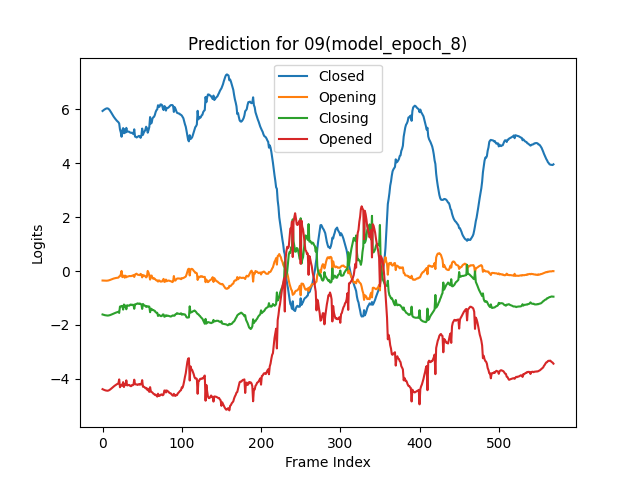 Prediction for 09(model_epoch_8)
Closed
Opening
Closing
Opened
Logits
6
4
2
0
−2
−4
0 100 200 300 400 500
Frame Index